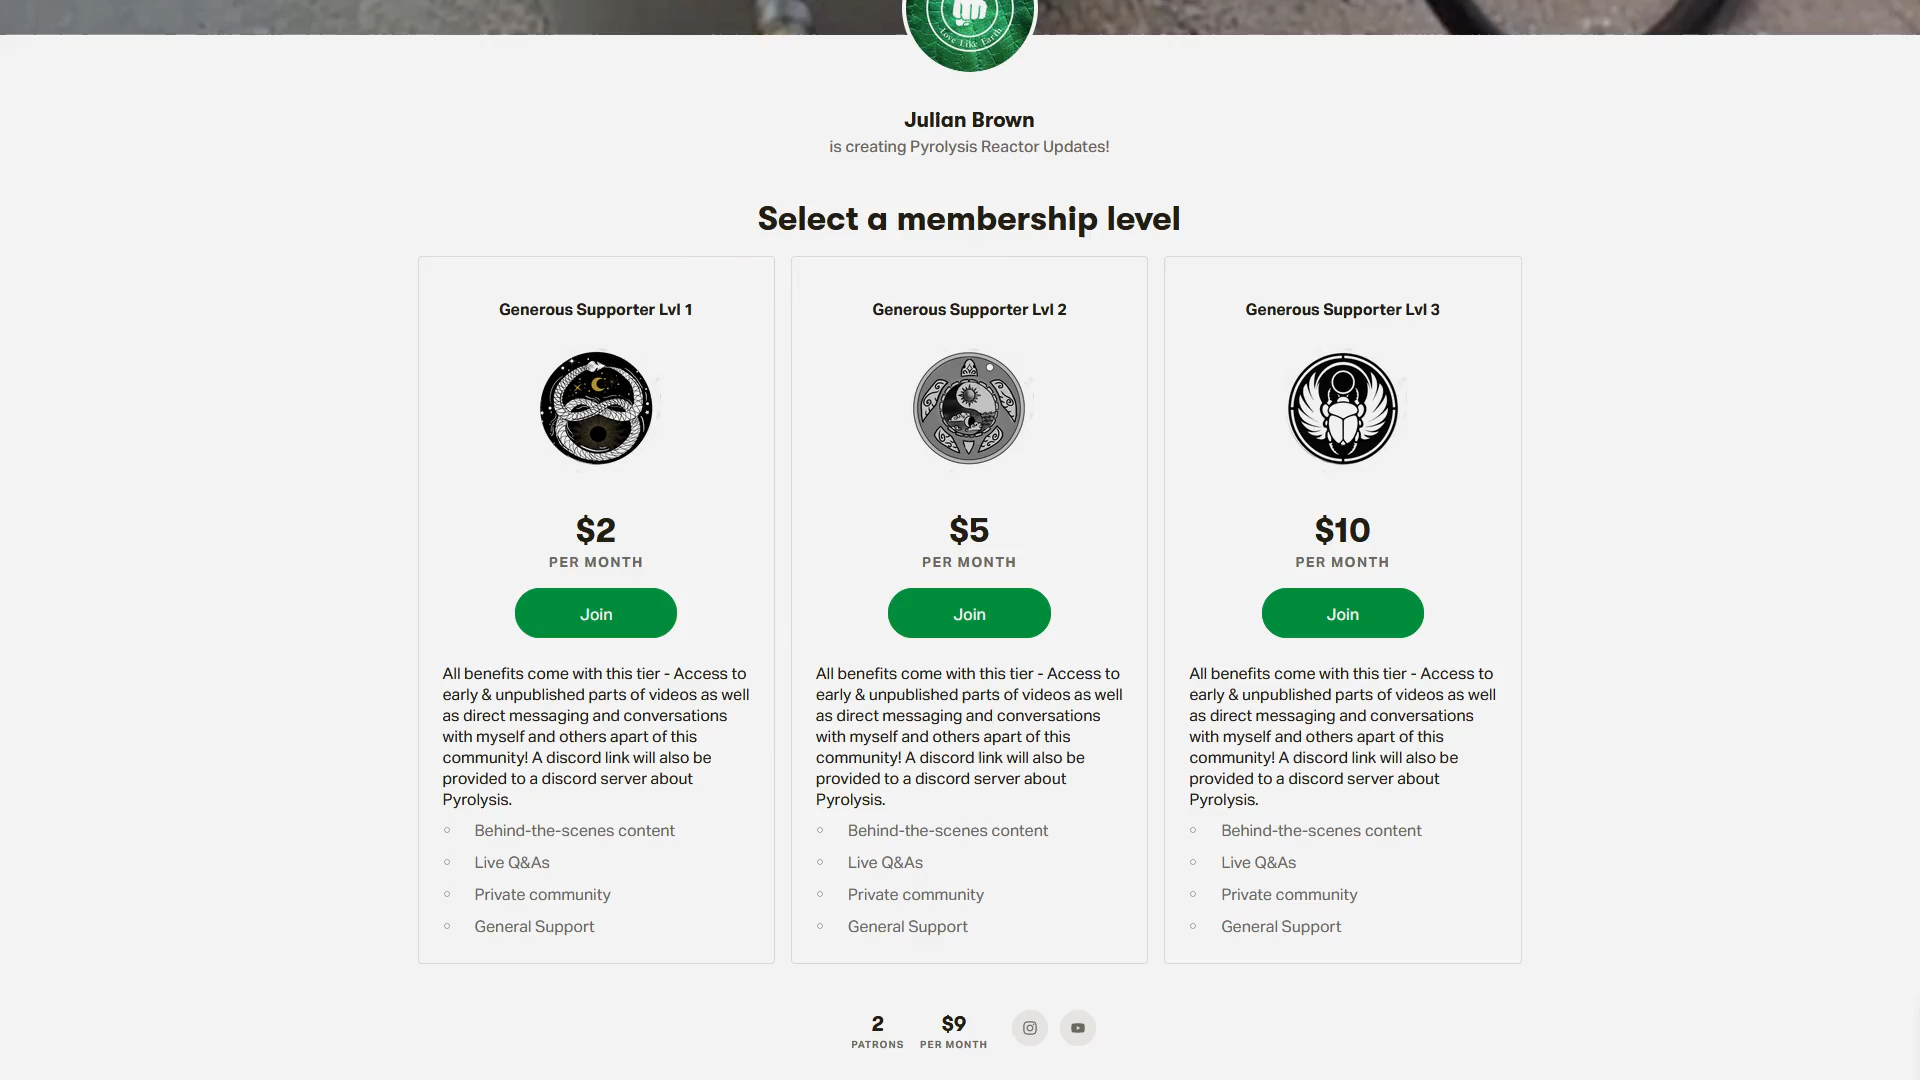 Love Like Earth
Julian Brown
is creating Pyrolysis Reactor Updates!
Select a membership level
Generous Supporter Lvl 1
$2
PER MONTH
Join
All benefits come with this tier - Access to
early & unpublished parts of videos as well
as direct messaging and conversations
with myself and others apart of this
community! A discord link will also be
provided to a discord server about
Pyrolysis.
Behind-the-scenes content
Live Q&As
Private community
General Support
Generous Supporter Lvl 2
$5
PER MONTH
Join
All benefits come with this tier - Access to
early & unpublished parts of videos as well
as direct messaging and conversations
with myself and others apart of this
community! A discord link will also be
provided to a discord server about
Pyrolysis.
Behind-the-scenes content
Live Q&As
Private community
General Support
Generous Supporter Lvl 3
$10
PER MONTH
Join
All benefits come with this tier - Access to
early & unpublished parts of videos as well
as direct messaging and conversations
with myself and others apart of this
community! A discord link will also be
provided to a discord server about
Pyrolysis.
Behind-the-scenes content
Live Q&As
Private community
General Support
2
PATRONS
$9
PER MONTH